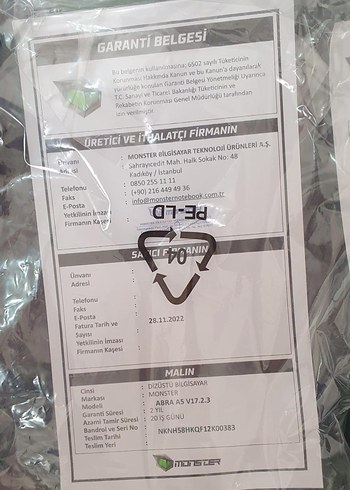 GARANTİ BELGESİ
Bu belgenin kullanılmasına; 6502 sayılı Tüketicinin
Korunması Hakkında Kanun ve bu Kanun'a dayanılarak
yürürlüğe konulan Garanti Belgesi Yönetmeliği uyarınca
T.C. Sanayi ve Ticaret Bakanlığı Tüketicinin ve
Rekabetin Korunması Genel Müdürlüğü tarafından
izin verilmiştir.
ÜRETİCİ VE İTHALATÇI FİRMANIN
Ünvanı : MONSTER BİLGİSAYAR TEKNOLOJİ ÜRÜNLERİ A.Ş.
Adresi : Sahrayıcedit Mah. Halk Sokak No: 48
Kadıköy / İstanbul
Telefonu : 0850 255 11 11
Faks : (+90) 216 449 49 36
E-Posta : info@monsternotebook.com.tr
Yetkilinin İmzası
Firmanın Kaşesi :
PE-LD
04
SATICI FİRMANIN
Ünvanı :
Adresi :
Telefonu :
Faks :
E-Posta :
Fatura Tarih ve : 28.11.2022
Sayısı
Yetkilinin İmzası
Firmanın Kaşesi :
MALIN
Cinsi : DİZÜSTÜ BİLGİSAYAR
Markası : MONSTER
Modeli : ABRA A5 V17.2.3
Garanti Süresi : 2 YIL
Azami Tamir Süresi : 20 İŞ GÜNÜ
Bandrol ve Seri No : NKNH58HKQF12K00383
Teslim Tarihi :
Teslim Yeri :
MONSTER